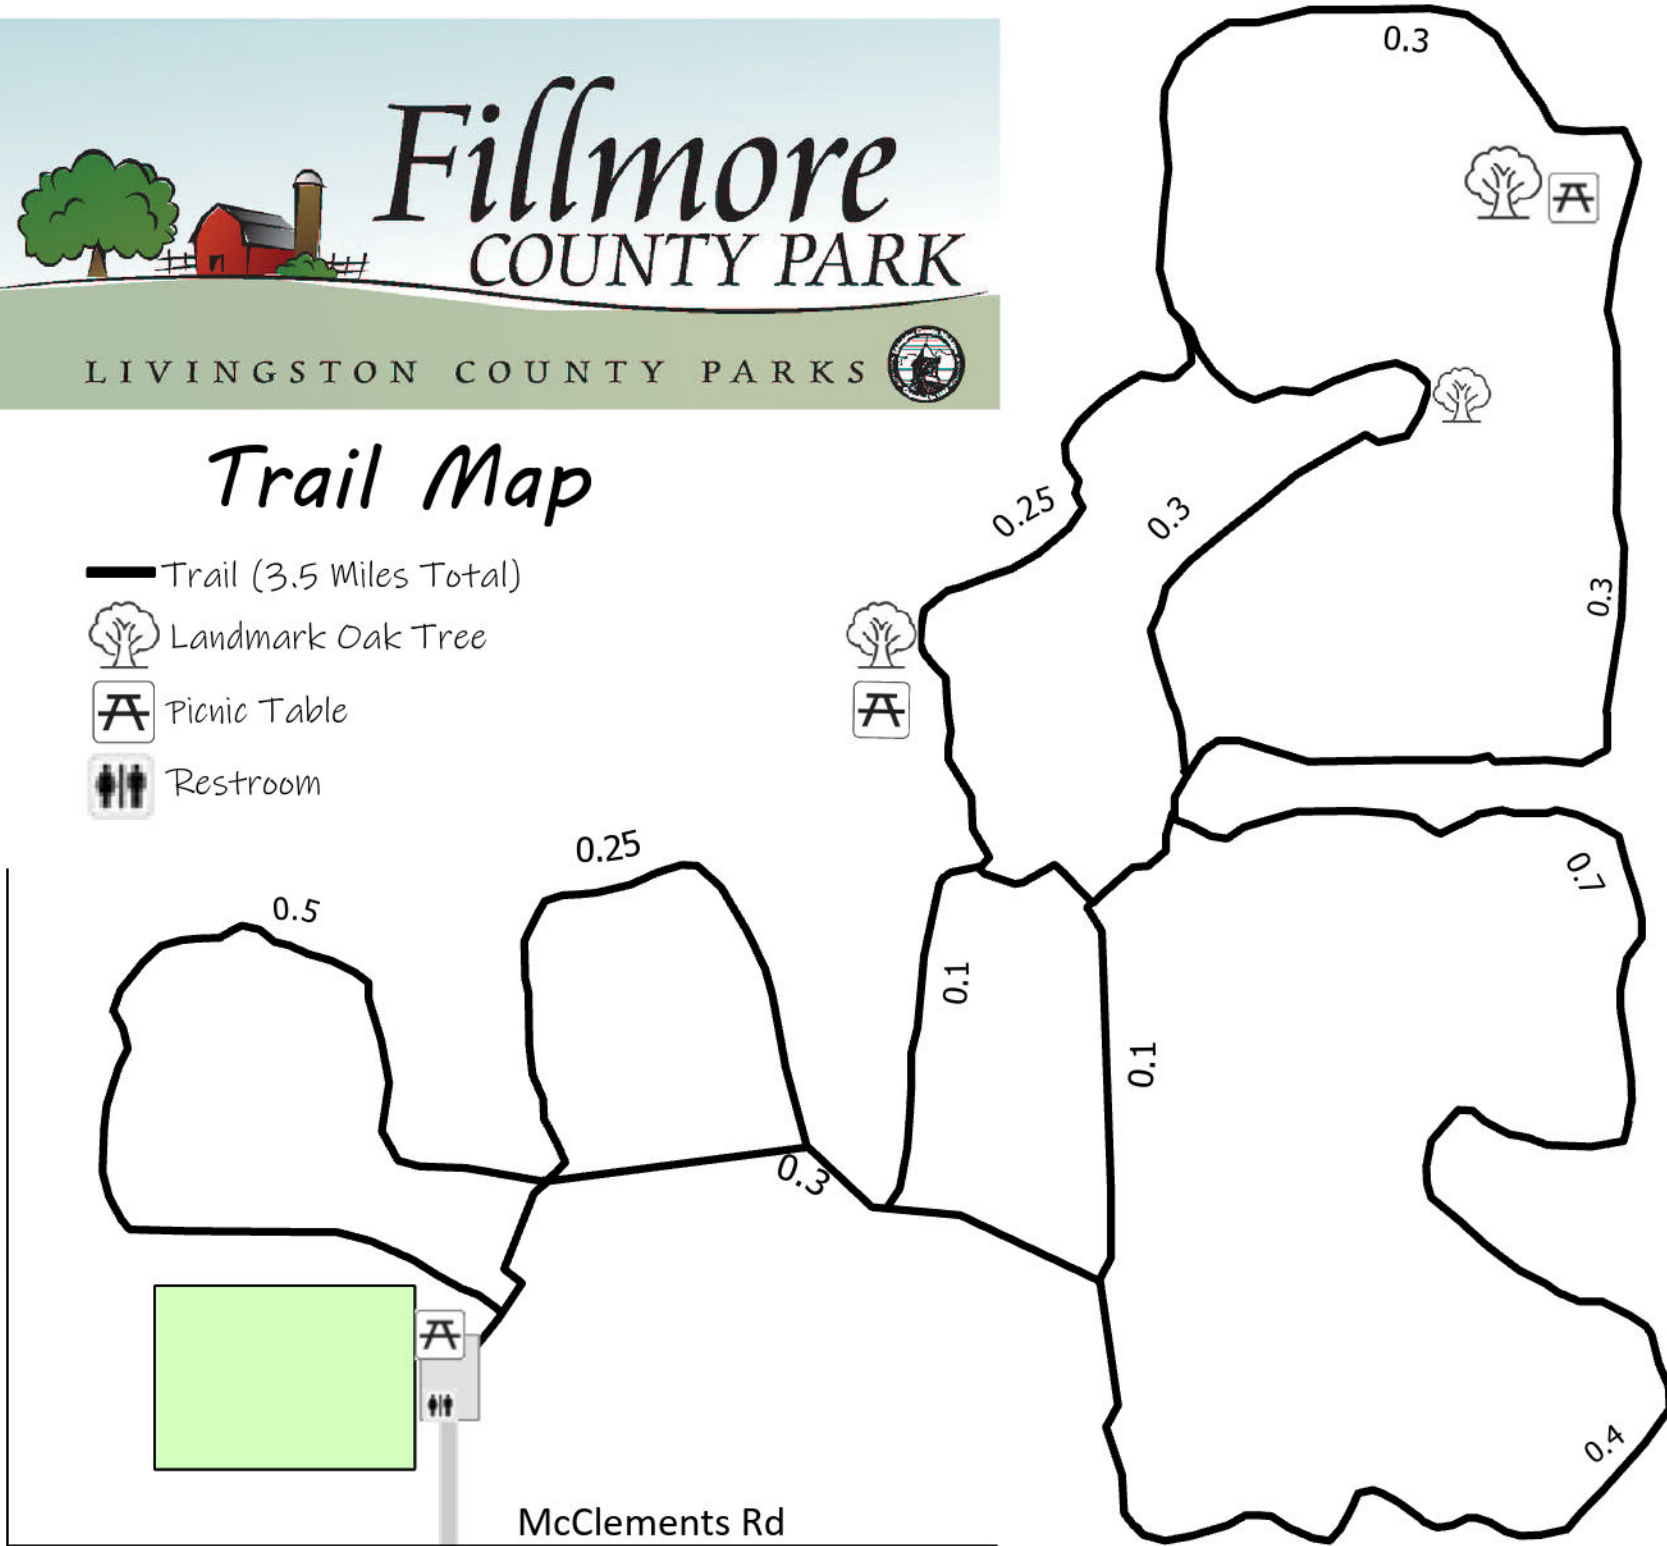 Fillmore
COUNTY PARK
LIVINGSTON COUNTY PARKS
Trail Map
Trail (3.5 Miles Total)
Landmark Oak Tree
Picnic Table
Restroom
0.3
0.25
0.3
0.3
0.25
0.5
0.7
0.1
0.1
0.3
0.4
McClements Rd